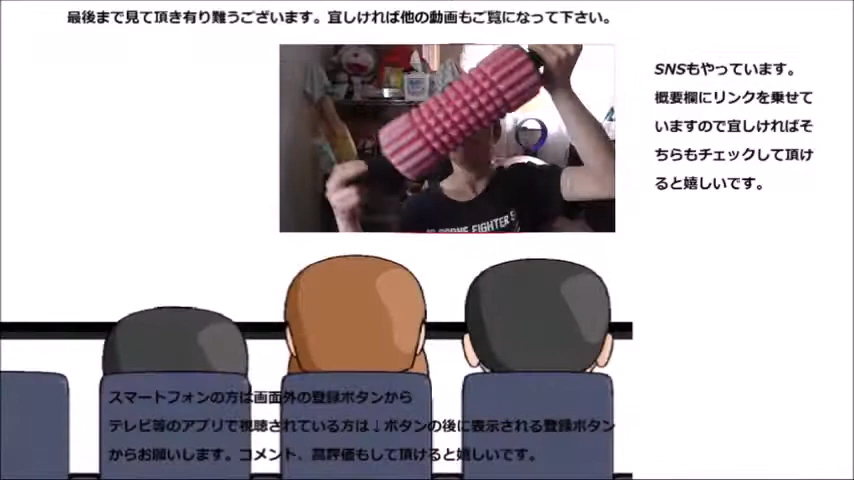 最後まで見て頂き有り難うございます。宜しければ他の動画もご覧になって下さい。
SNSもやっています。
概要欄にリンクを乗せて
いますので宜しければそ
ちらもチェックして頂け
ると嬉しいです。
FIGHTERS
スマートフォンの方は画面外の登録ボタンから
テレビ等のアプリで視聴されている方は↓ボタンの後に表示される登録ボタン
からお願いします。コメント、高評価もして頂けると嬉しいです。